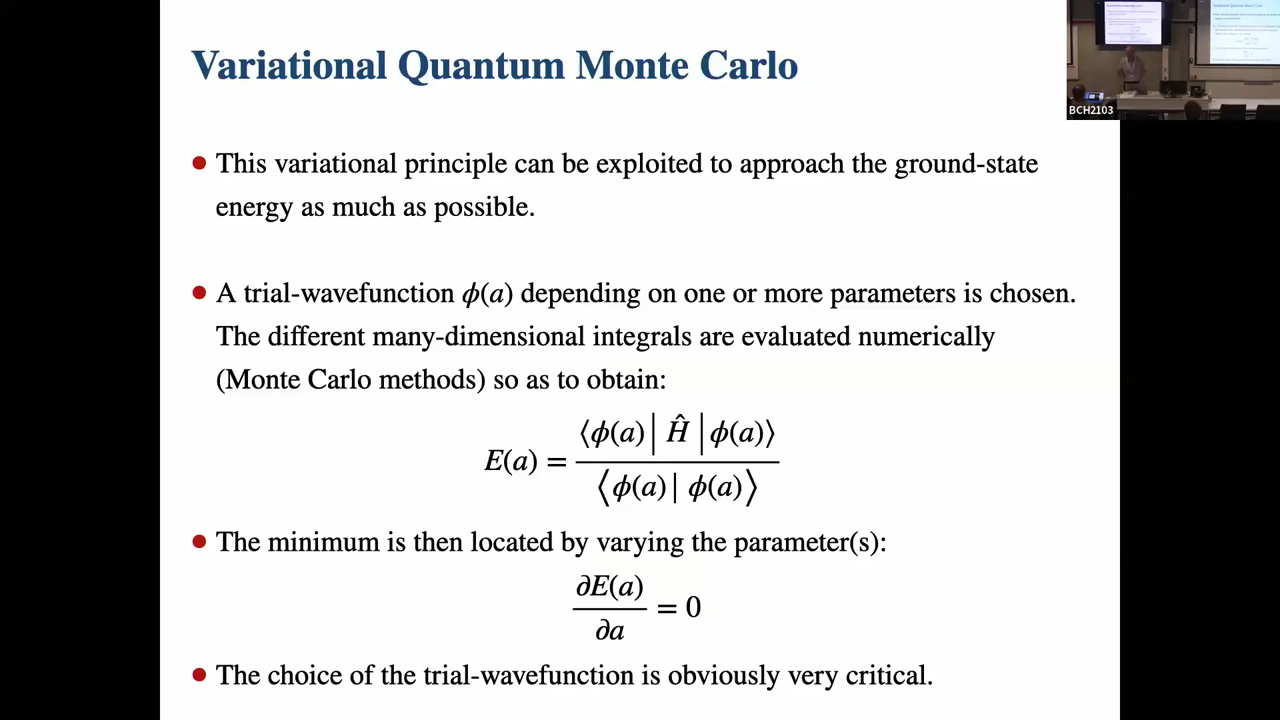 Variational Quantum Monte Carlo
BCH2103
• This variational principle can be exploited to approach the ground-state
energy as much as possible.
• A trial-wavefunction ϕ(a) depending on one or more parameters is chosen.
The different many-dimensional integrals are evaluated numerically
(Monte Carlo methods) so as to obtain:
E(a) = ⟨ϕ(a)| Ĥ |ϕ(a)⟩ / ⟨ϕ(a)| ϕ(a)⟩
• The minimum is then located by varying the parameter(s):
∂E(a) / ∂a = 0
• The choice of the trial-wavefunction is obviously very critical.